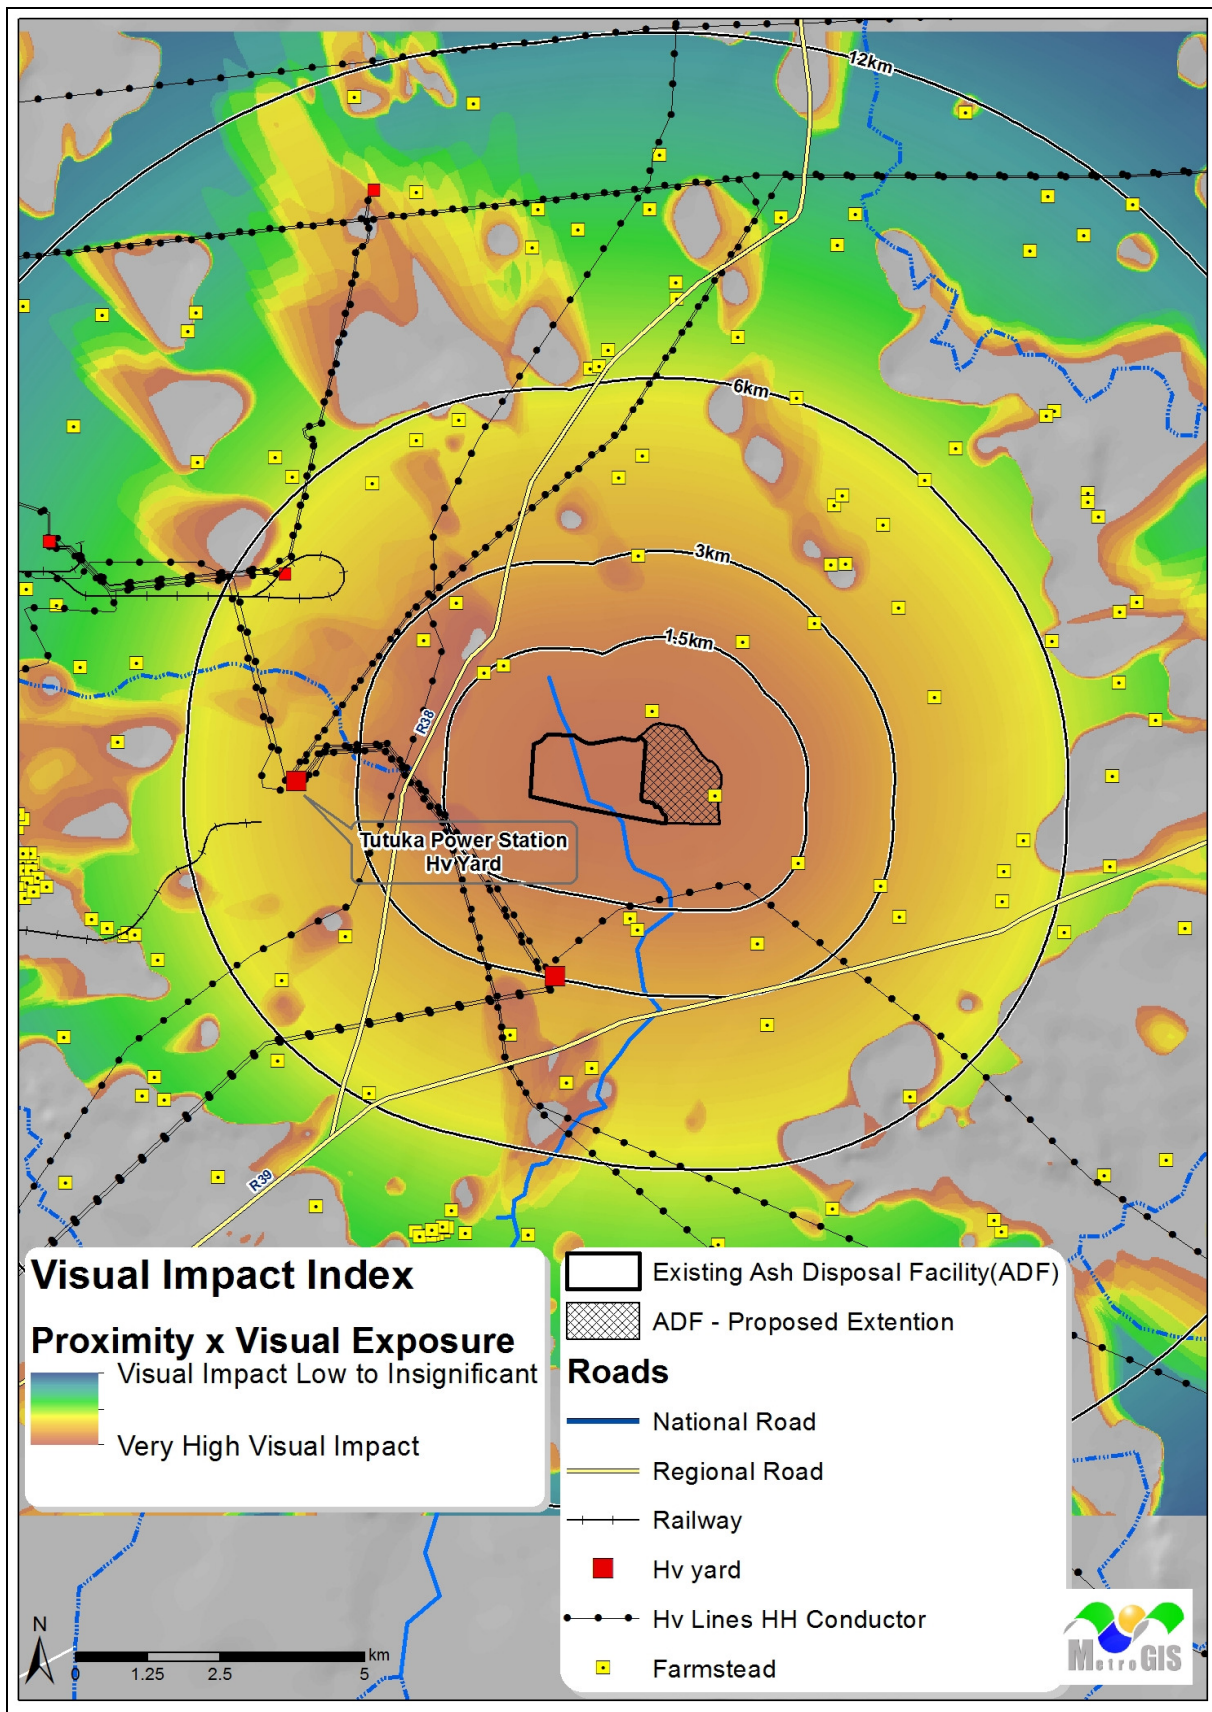 12km
6km
3km
1.5km
R38
Tutuka Power Station
Hv Yard
R39
Visual Impact Index
Proximity x Visual Exposure
Visual Impact Low to Insignificant
Very High Visual Impact
Existing Ash Disposal Facility(ADF)
ADF - Proposed Extention
Roads
National Road
Regional Road
Railway
Hv yard
Hv Lines HH Conductor
Farmstead
N
km
0 1.25 2.5 5
MetroGIS